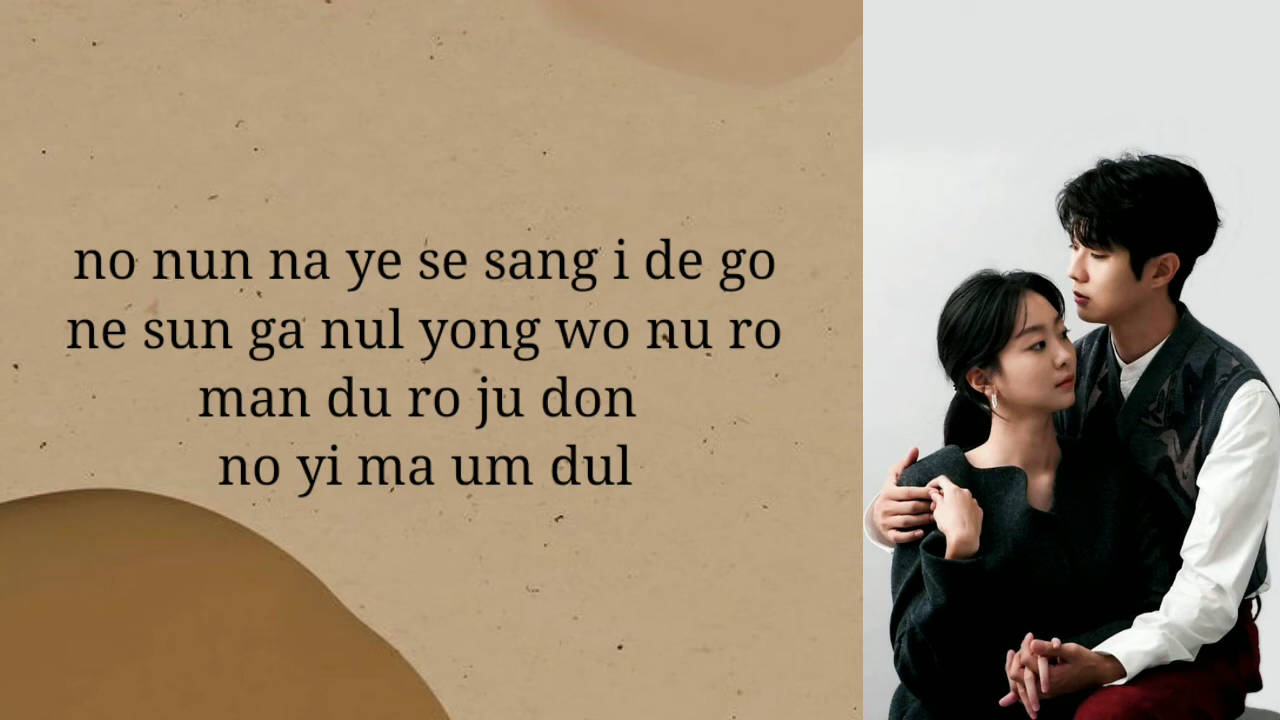 no nun na ye se sang i de go
ne sun ga nul yong wo nu ro
man du ro ju don
no yi ma um dul